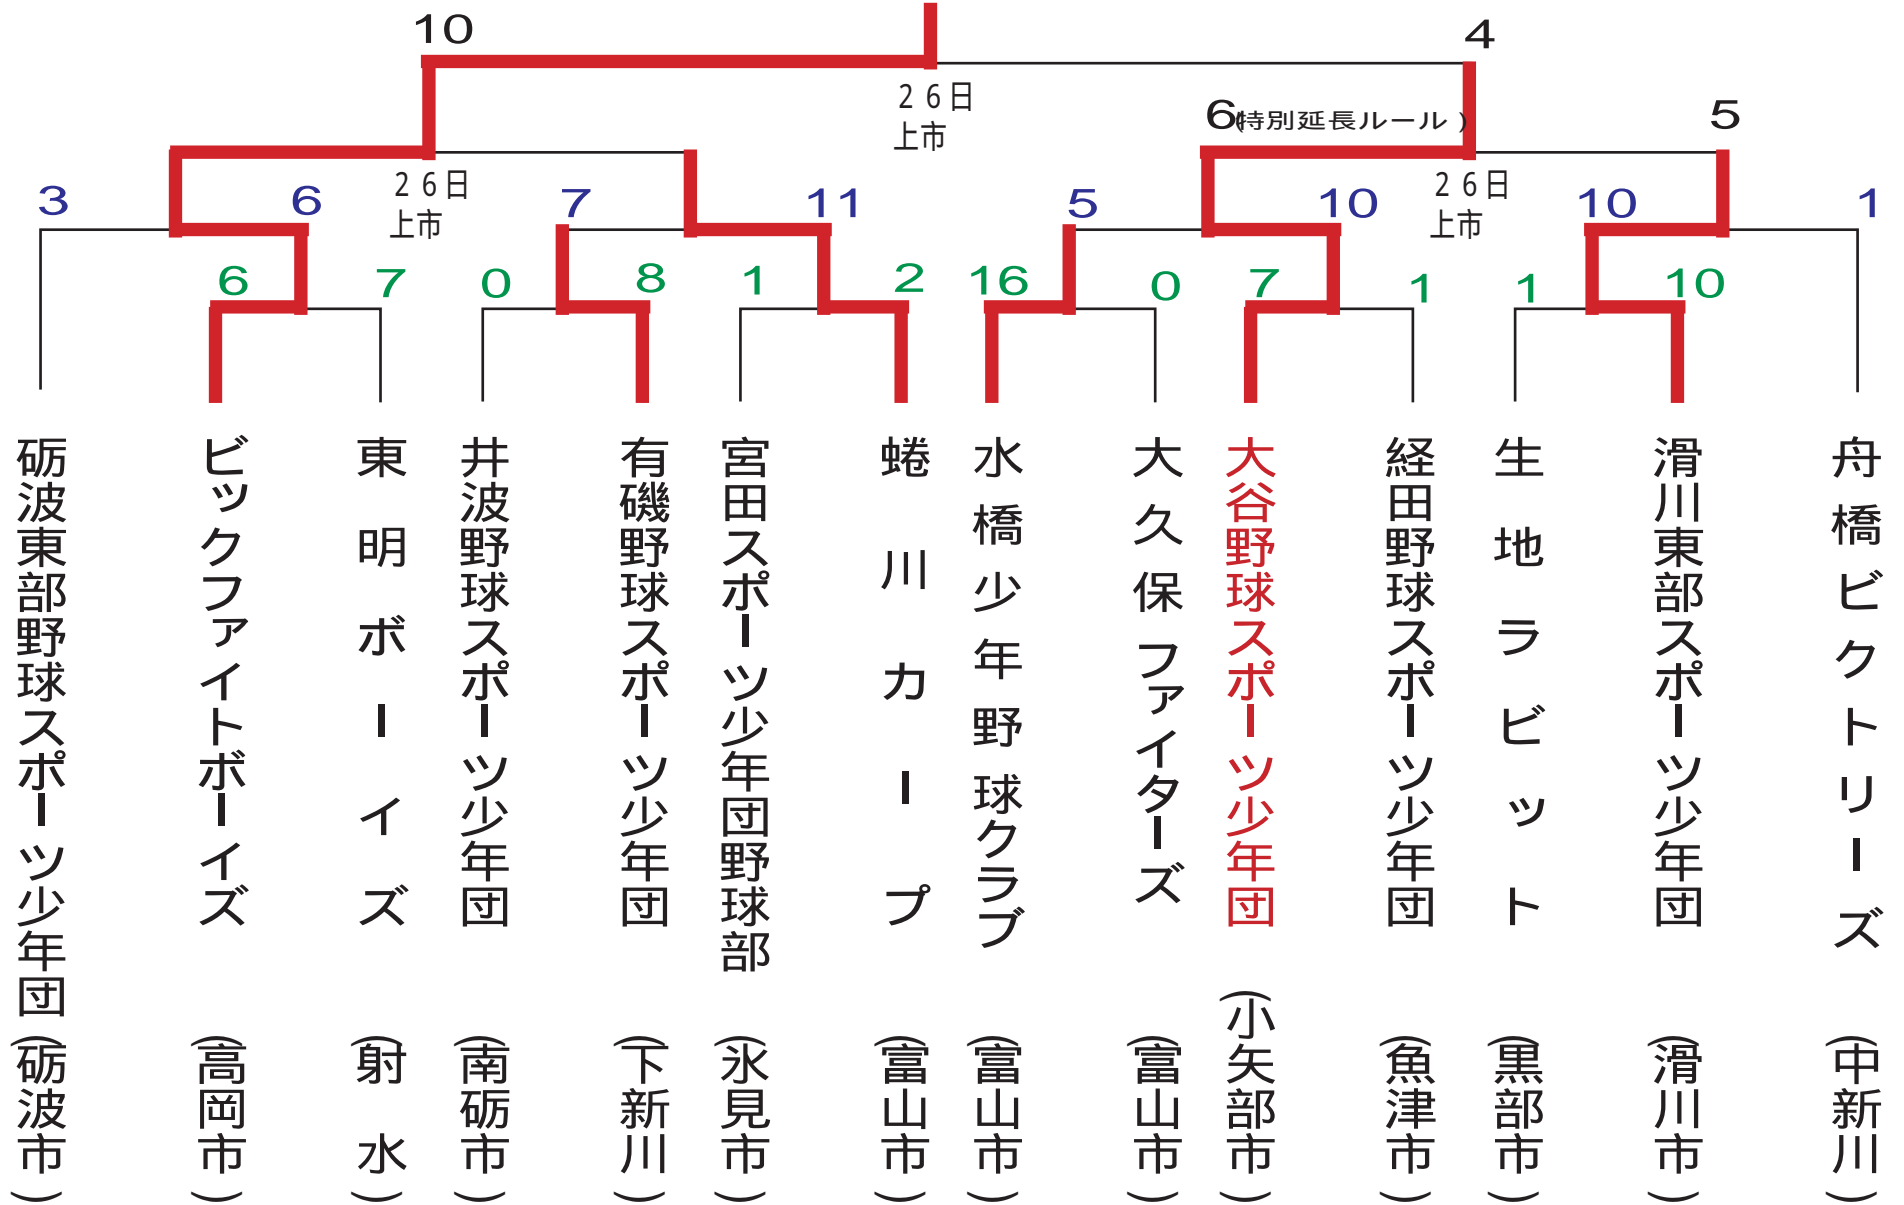 10
4
26日
上市
6(特別延長ルール)
5
26日
上市
26日
上市
3
6
7
11
5
10
10
1
6
7
0
8
1
2
16
0
7
1
1
10
砺波東部野球スポーツ少年団(砺波市)
ビックファイトボーイズ(高岡市)
東明ボーイズ(射水)
井波野球スポーツ少年団(南砺市)
有磯野球スポーツ少年団(下新川)
宮田スポーツ少年団野球部(氷見市)
蜷川カープ(富山市)
水橋少年野球クラブ(富山市)
大久保ファイターズ(富山市)
大谷野球スポーツ少年団(小矢部市)
経田野球スポーツ少年団(魚津市)
生地ラビット(黒部市)
滑川東部スポーツ少年団(滑川市)
舟橋ビクトリーズ(中新川)